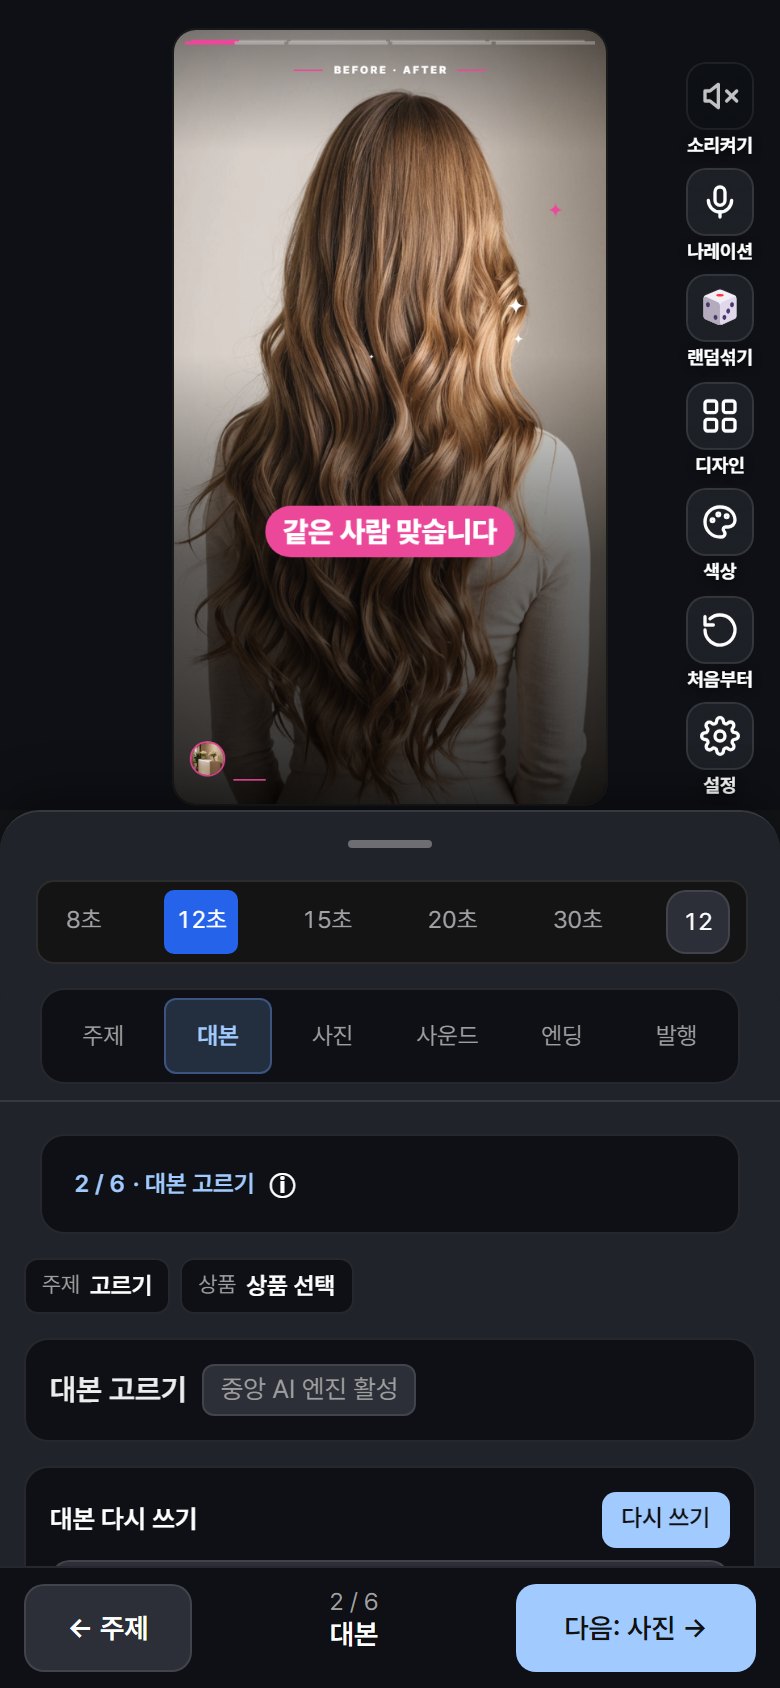 BEFORE · AFTER
같은 사람 맞습니다
소리켜기
나레이션
랜덤섞기
디자인
색상
처음부터
설정
8초 12초 15초 20초 30초 12
주제 대본 사진 사운드 엔딩 발행
2 / 6 · 대본 고르기 ⓘ
주제 고르기 상품 상품 선택
대본 고르기 중앙 AI 엔진 활성
대본 다시 쓰기 다시 쓰기
← 주제
2 / 6
대본
다음: 사진 →